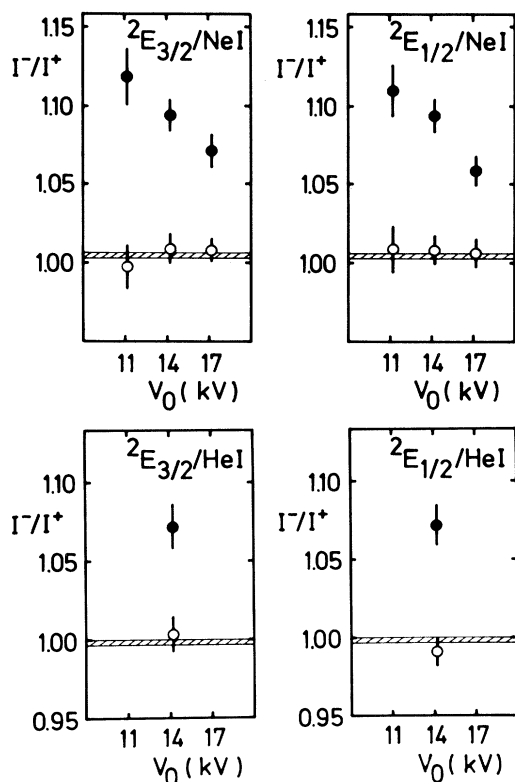 ²E₃/₂/NeI
I⁻/I⁺
1.15
1.10
1.05
1.00
11 14 17
V₀(kV)
²E₁/₂/NeI
I⁻/I⁺
1.15
1.10
1.05
1.00
11 14 17
V₀(kV)
²E₃/₂/HeI
I⁻/I⁺
1.10
1.05
1.00
0.95
11 14 17
V₀(kV)
²E₁/₂/HeI
I⁻/I⁺
1.10
1.05
1.00
0.95
11 14 17
V₀(kV)